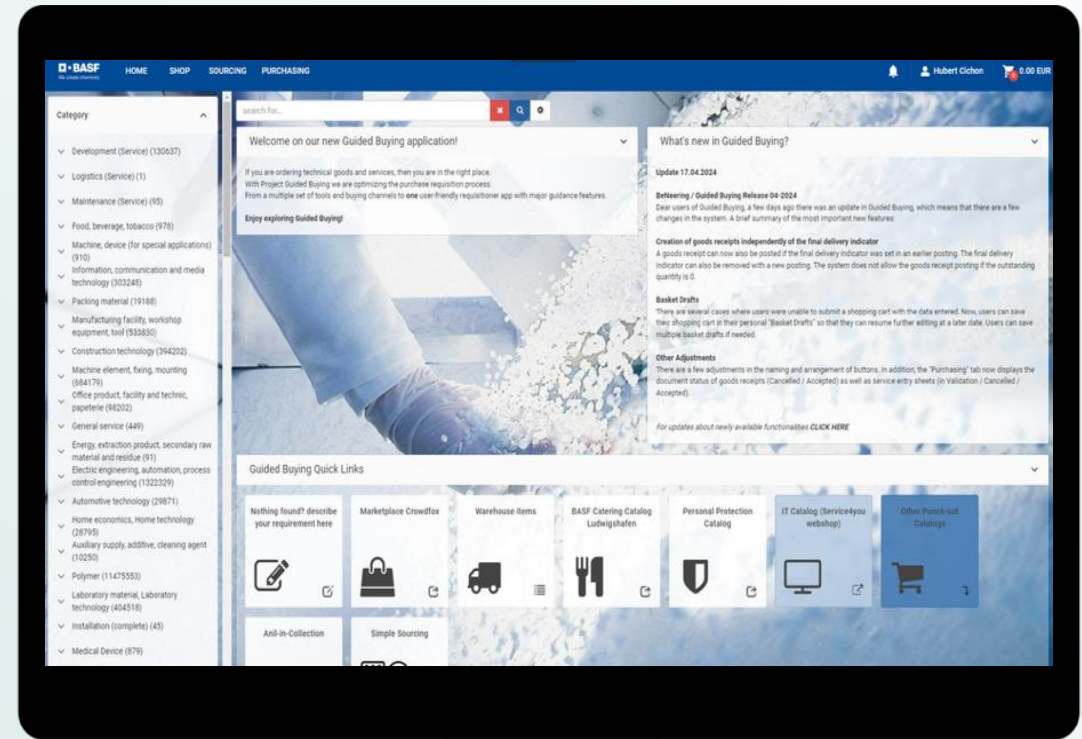 BASF
We create chemistry
HOME
SHOP
SOURCING
PURCHASING
Hubert Cichon
0.00 EUR
Category
Development (Service) (130637)
Logistics (Service) (1)
Maintenance (Service) (95)
Food, beverage, tobacco (978)
Machine, device (for special applications)
(910)
Information, communication and media
technology (303248)
Packing material (19188)
Manufacturing facility, workshop
equipment, tool (533830)
Construction technology (394202)
Machine element, fixing, mounting
(684179)
Office product, facility and technic,
papeterie (98202)
General service (449)
Energy, extraction product, secondary raw
material and residue (91)
Electric engineering, automation, process
control engineering (1322329)
Automotive technology (29871)
Home economics, Home technology
(28795)
Auxiliary supply, additive, cleaning agent
(10250)
Polymer (11475553)
Laboratory material, Laboratory
technology (404518)
Installation (complete) (45)
Medical Device (879)
search for...
Welcome on our new Guided Buying application!
If you are ordering technical goods and services, then you are in the right place.
With Project Guided Buying we are optimizing the purchase requisition process.
From a multiple set of tools and buying channels to one user-friendly requisitioner app with major guidance features.
Enjoy exploring Guided Buying!
What's new in Guided Buying?
Update 17.04.2024
BeNeering / Guided Buying Release 04-2024
Dear users of Guided Buying, a few days ago there was an update in Guided Buying, which means that there are a few
changes in the system. A brief summary of the most important new features:
Creation of goods receipts independently of the final delivery indicator
A goods receipt can now also be posted if the final delivery indicator was set in an earlier posting. The final delivery
indicator can also be removed with a new posting. The system does not allow the goods receipt posting if the outstanding
quantity is 0.
Basket Drafts
There are several cases where users were unable to submit a shopping cart with the data entered. Now, users can save
their shopping cart in their personal "Basket Drafts" so that they can resume further editing at a later date. Users can save
multiple basket drafts if needed.
Other Adjustments
There are a few adjustments in the naming and arrangement of buttons. In addition, the "Purchasing" tab now displays the
document status of goods receipts (Cancelled / Accepted) as well as service entry sheets (in Validation / Cancelled /
Accepted).
For updates about newly available functionalities CLICK HERE
Guided Buying Quick Links
Nothing found? describe
your requirement here
Marketplace Crowdfox
Warehouse items
BASF Catering Catalog
Ludwigshafen
Personal Protection
Catalog
IT Catalog (Service4you
webshop)
Other Punch-out
Catalogs
Anil-in-Collection
Simple Sourcing